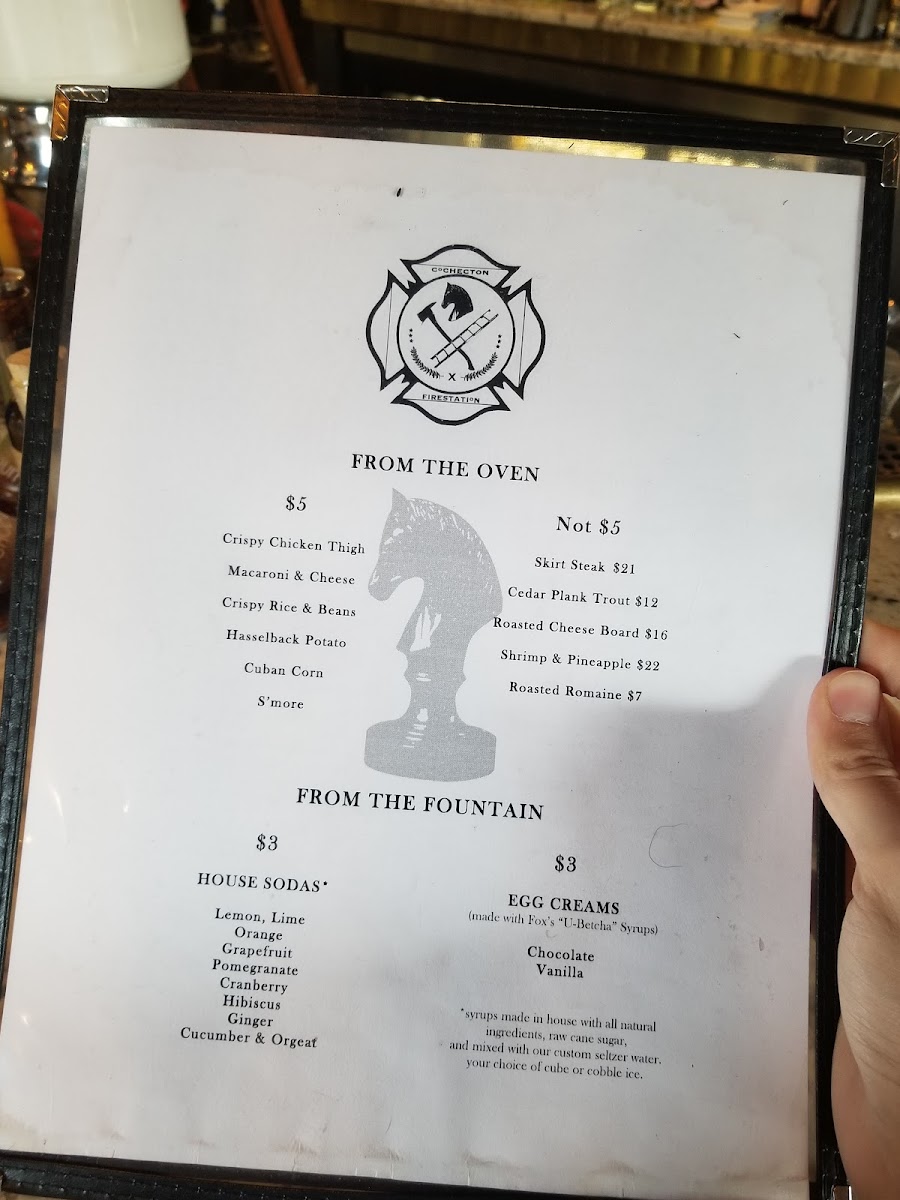 COCHECTON
X
FIRESTATION
FROM THE OVEN
$5
Crispy Chicken Thigh
Macaroni & Cheese
Crispy Rice & Beans
Hasselback Potato
Cuban Corn
S'more
Not $5
Skirt Steak $21
Cedar Plank Trout $12
Roasted Cheese Board $16
Shrimp & Pineapple $22
Roasted Romaine $7
FROM THE FOUNTAIN
$3
HOUSE SODAS*
Lemon, Lime
Orange
Grapefruit
Pomegranate
Cranberry
Hibiscus
Ginger
Cucumber & Orgeat
$3
EGG CREAMS
(made with Fox's "U-Betcha" Syrups)
Chocolate
Vanilla
*syrups made in house with all natural
ingredients, raw cane sugar,
and mixed with our custom seltzer water.
your choice of cube or cobble ice.